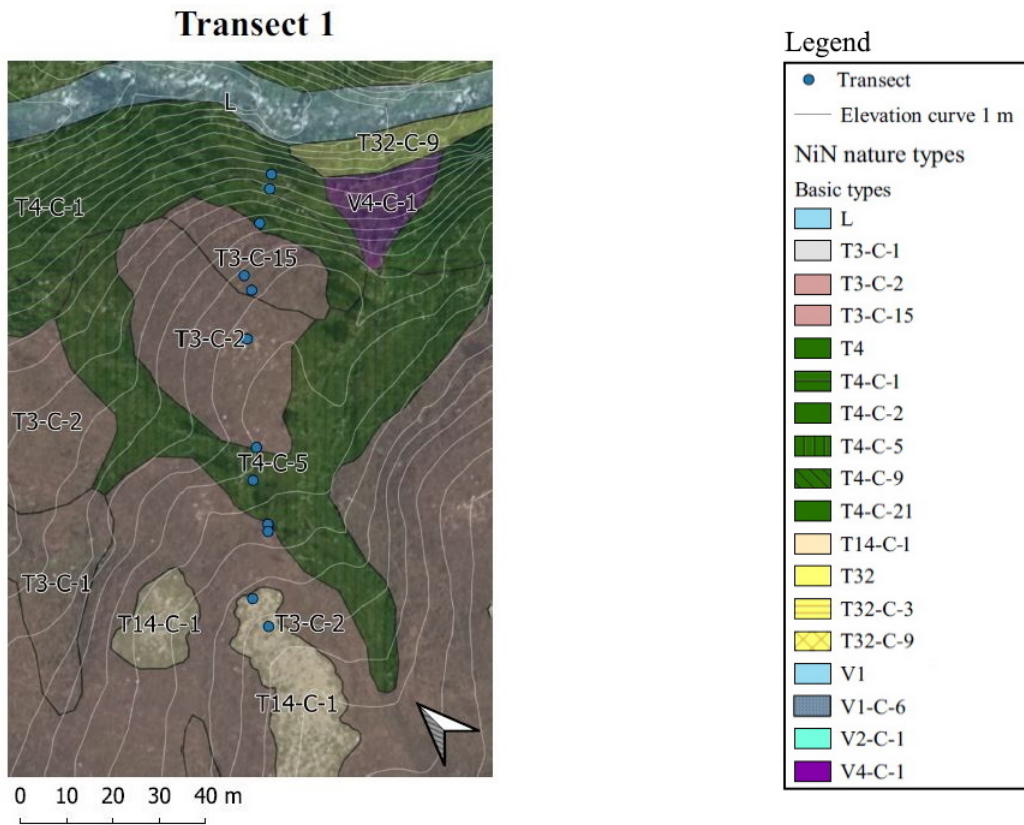 Transect 1
L
T32-C-9
T4-C-1
V4-C-1
T3-C-15
T3-C-2
T3-C-2
T4-C-5
T3-C-1
T14-C-1
T3-C-2
T14-C-1
0 10 20 30 40 m
Legend
Transect
Elevation curve 1 m
NiN nature types
Basic types
L
T3-C-1
T3-C-2
T3-C-15
T4
T4-C-1
T4-C-2
T4-C-5
T4-C-9
T4-C-21
T14-C-1
T32
T32-C-3
T32-C-9
V1
V1-C-6
V2-C-1
V4-C-1